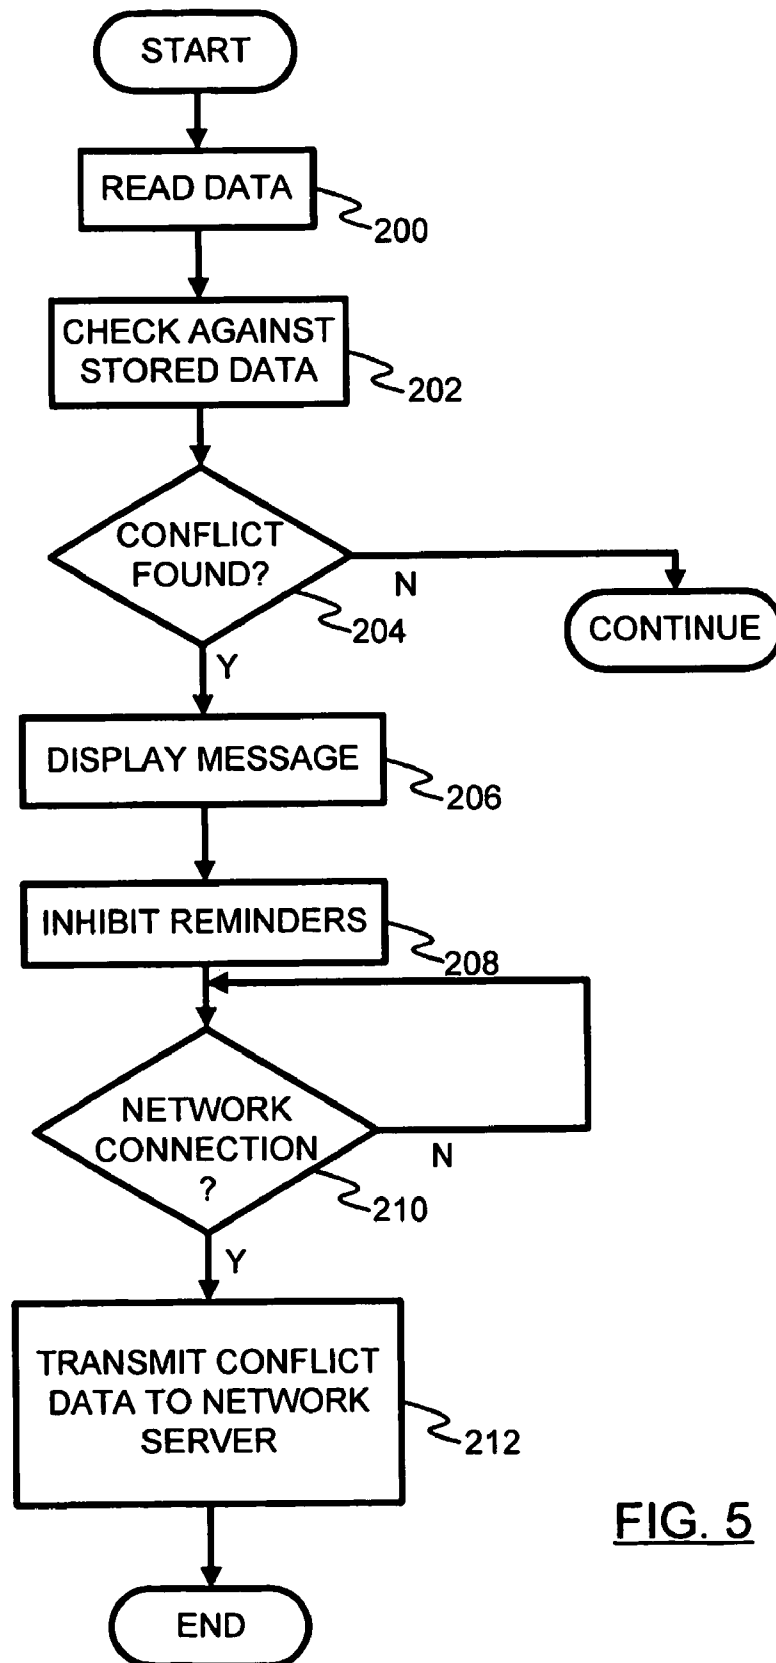 START
READ DATA
200
CHECK AGAINST
STORED DATA
202
CONFLICT
FOUND?
204
N
CONTINUE
Y
DISPLAY MESSAGE
206
INHIBIT REMINDERS
208
NETWORK
CONNECTION
?
N
210
Y
TRANSMIT CONFLICT
DATA TO NETWORK
SERVER
212
FIG. 5
END